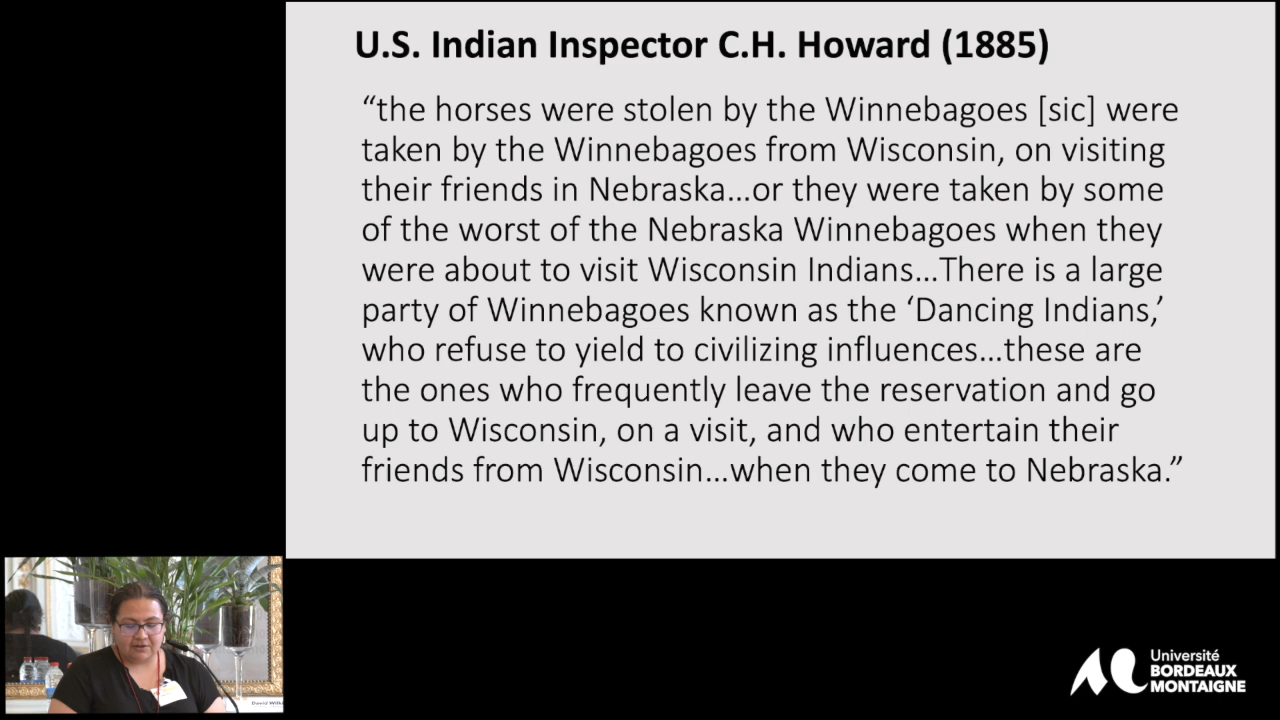 U.S. Indian Inspector C.H. Howard (1885)
“the horses were stolen by the Winnebagoes [sic] were
taken by the Winnebagoes from Wisconsin, on visiting
their friends in Nebraska…or they were taken by some
of the worst of the Nebraska Winnebagoes when they
were about to visit Wisconsin Indians…There is a large
party of Winnebagoes known as the ‘Dancing Indians,’
who refuse to yield to civilizing influences…these are
the ones who frequently leave the reservation and go
up to Wisconsin, on a visit, and who entertain their
friends from Wisconsin…when they come to Nebraska.”
David
Université
BORDEAUX
MONTAIGNE